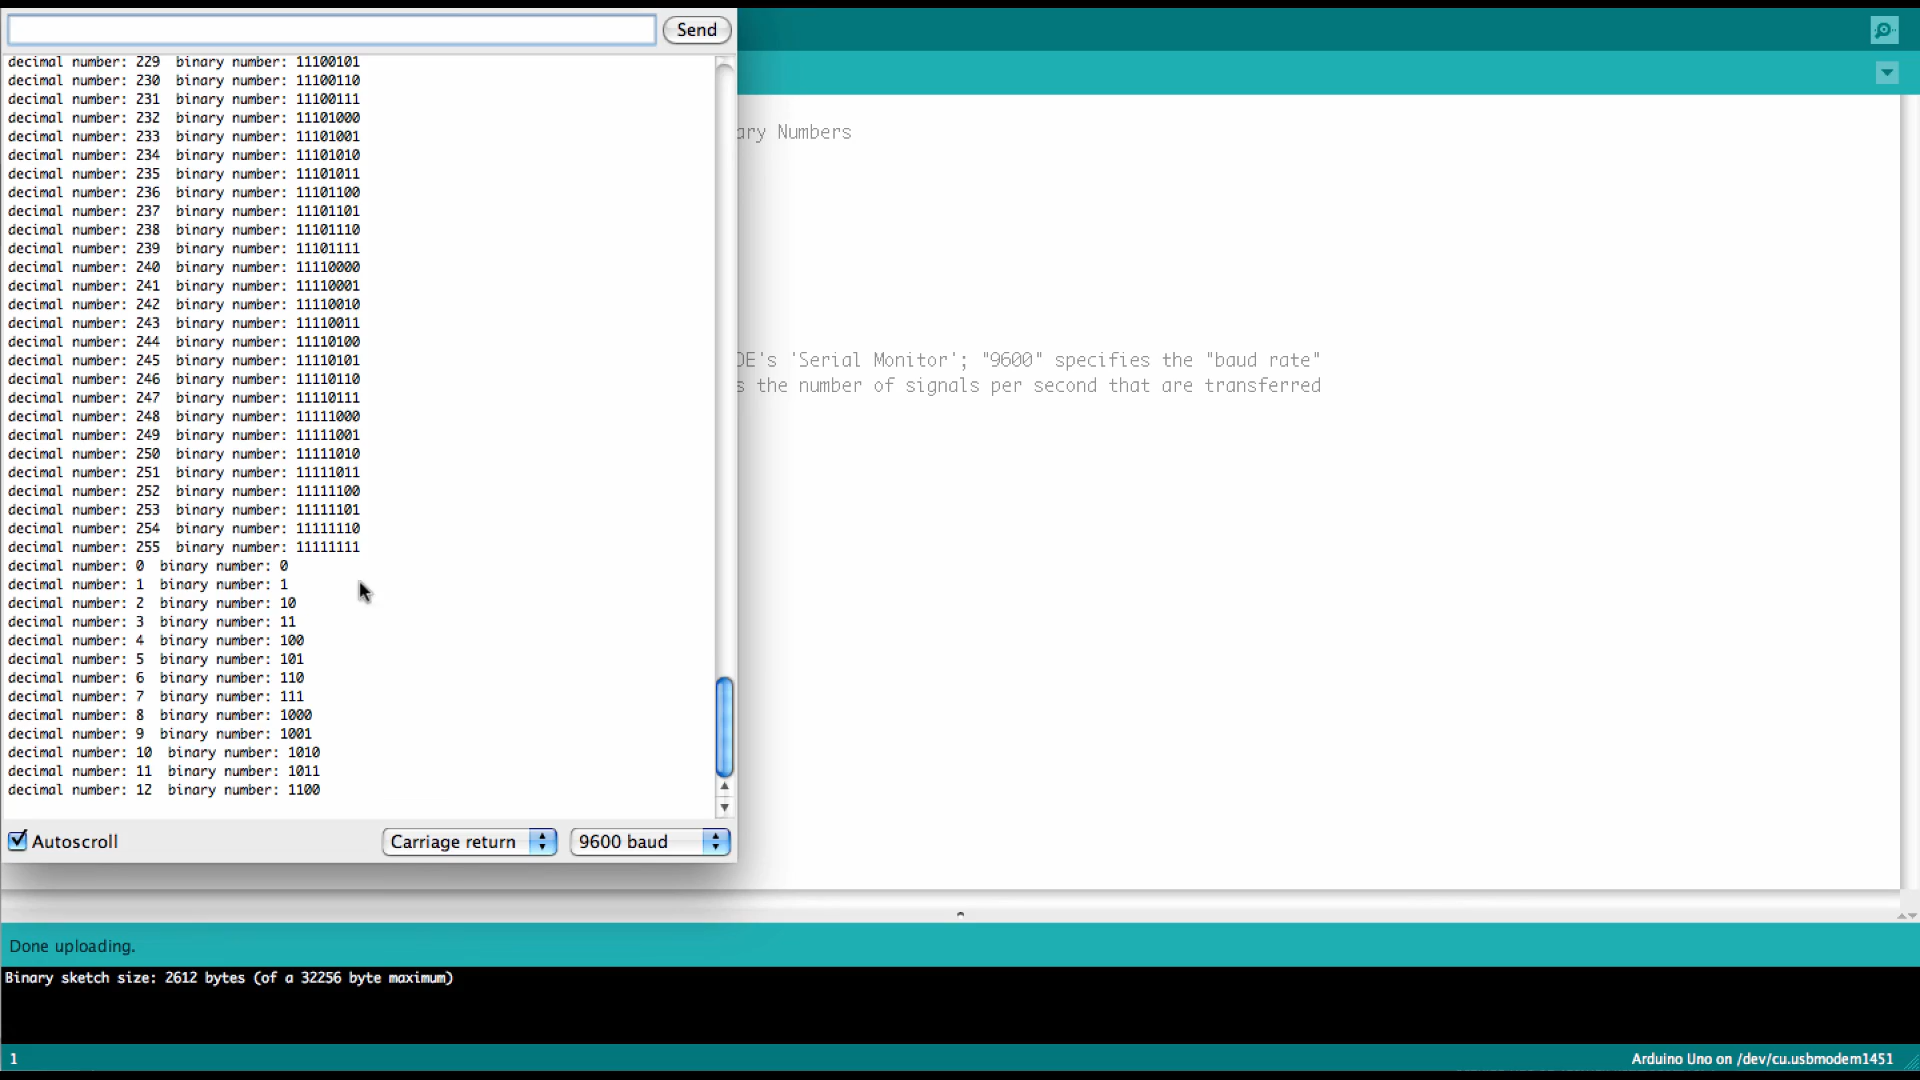 Send
decimal number: 229  binary number: 11100101
decimal number: 230  binary number: 11100110
decimal number: 231  binary number: 11100111
decimal number: 232  binary number: 11101000
decimal number: 233  binary number: 11101001
decimal number: 234  binary number: 11101010
decimal number: 235  binary number: 11101011
decimal number: 236  binary number: 11101100
decimal number: 237  binary number: 11101101
decimal number: 238  binary number: 11101110
decimal number: 239  binary number: 11101111
decimal number: 240  binary number: 11110000
decimal number: 241  binary number: 11110001
decimal number: 242  binary number: 11110010
decimal number: 243  binary number: 11110011
decimal number: 244  binary number: 11110100
decimal number: 245  binary number: 11110101
decimal number: 246  binary number: 11110110
decimal number: 247  binary number: 11110111
decimal number: 248  binary number: 11111000
decimal number: 249  binary number: 11111001
decimal number: 250  binary number: 11111010
decimal number: 251  binary number: 11111011
decimal number: 252  binary number: 11111100
decimal number: 253  binary number: 11111101
decimal number: 254  binary number: 11111110
decimal number: 255  binary number: 11111111
decimal number: 0  binary number: 0
decimal number: 1  binary number: 1
decimal number: 2  binary number: 10
decimal number: 3  binary number: 11
decimal number: 4  binary number: 100
decimal number: 5  binary number: 101
decimal number: 6  binary number: 110
decimal number: 7  binary number: 111
decimal number: 8  binary number: 1000
decimal number: 9  binary number: 1001
decimal number: 10  binary number: 1010
decimal number: 11  binary number: 1011
decimal number: 12  binary number: 1100
Autoscroll
Carriage return
9600 baud
ary Numbers
DE's 'Serial Monitor'; "9600" specifies the "baud rate"
s the number of signals per second that are transferred
Done uploading.
Binary sketch size: 2612 bytes (of a 32256 byte maximum)
1
Arduino Uno on /dev/cu.usbmodem1451